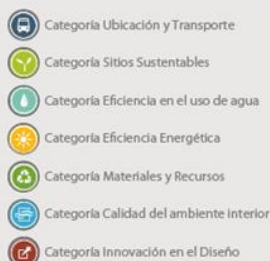 Categoría Ubicación y Transporte
Categoría Sitios Sustentables
Categoría Eficiencia en el uso de agua
Categoría Eficiencia Energética
Categoría Materiales y Recursos
Categoría Calidad del ambiente interior
Categoría Innovación en el Diseño